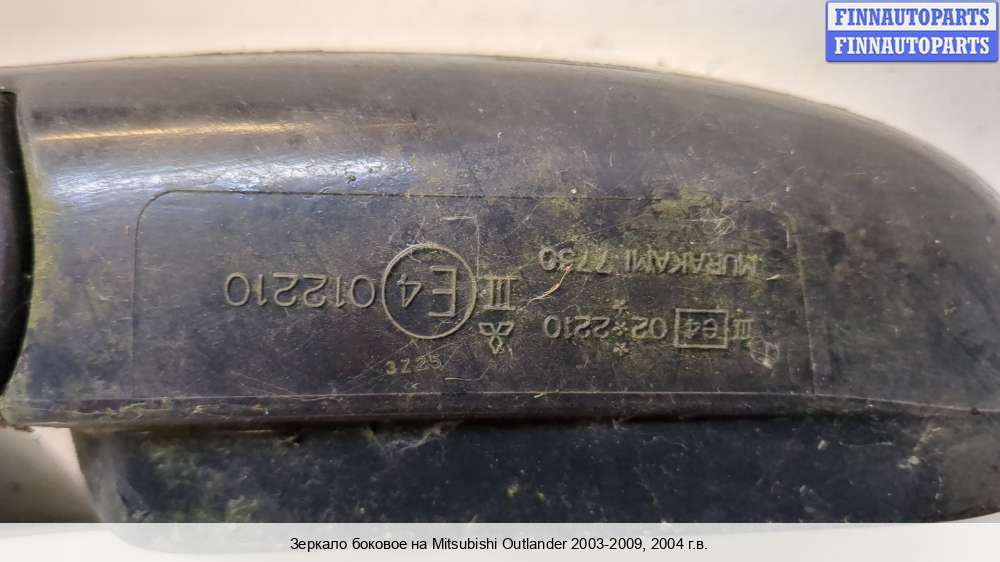 FINNAUTOPARTS
FINNAUTOPARTS
MURAKAMI 7730
III e4 02*2210
III E4 012210
3Z25
Зеркало боковое на Mitsubishi Outlander 2003-2009, 2004 г.в.